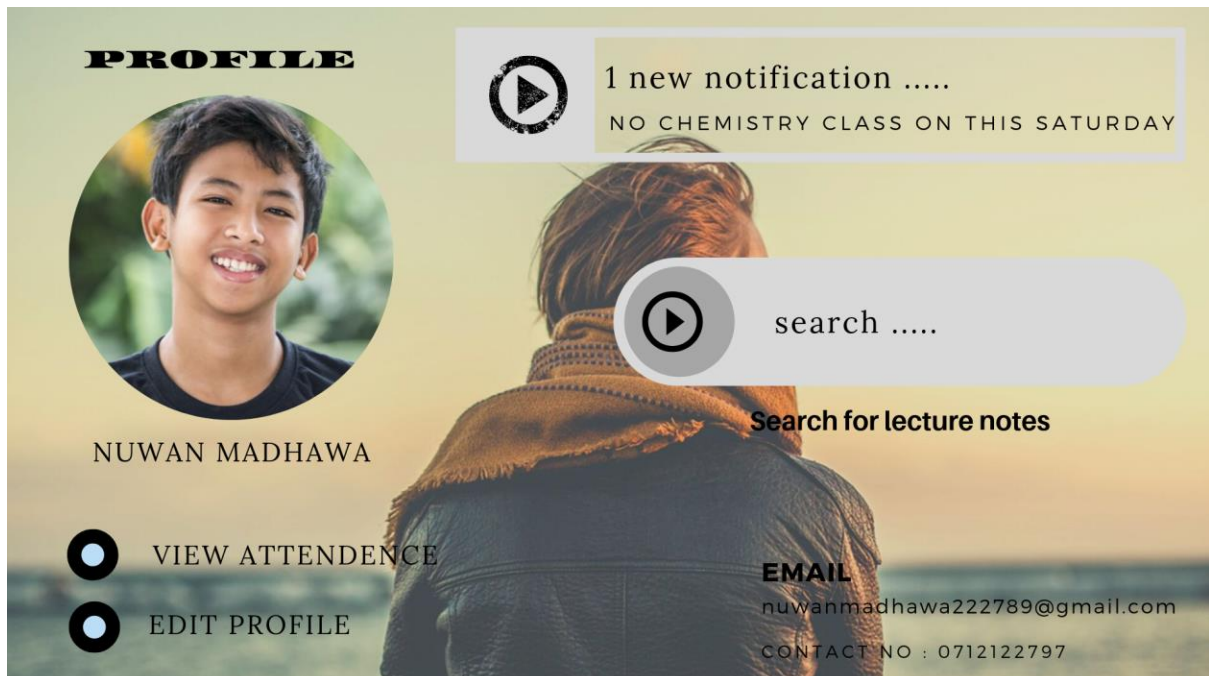 PROFILE
1 new notification .....
NO CHEMISTRY CLASS ON THIS SATURDAY
search .....
Search for lecture notes
NUWAN MADHAWA
VIEW ATTENDENCE
EDIT PROFILE
EMAIL
nuwanmadhawa222789@gmail.com
CONTACT NO : 0712122797